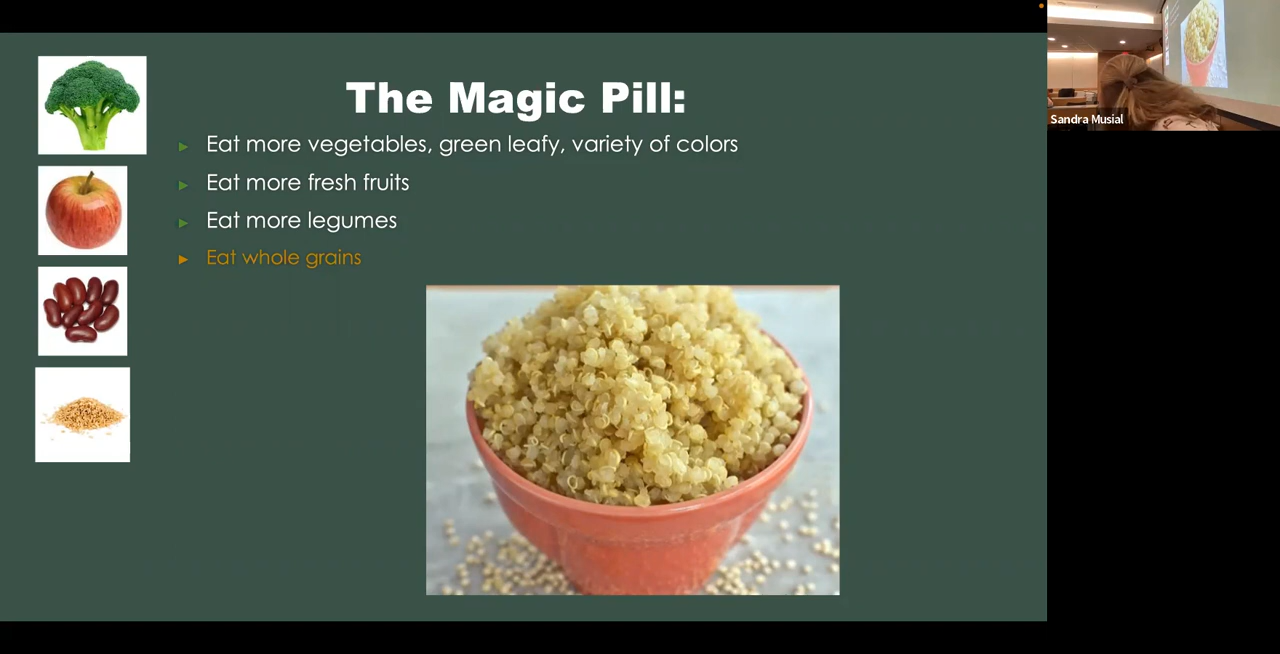 The Magic Pill:
Eat more vegetables, green leafy, variety of colors
Eat more fresh fruits
Eat more legumes
Eat whole grains
Sandra Musial